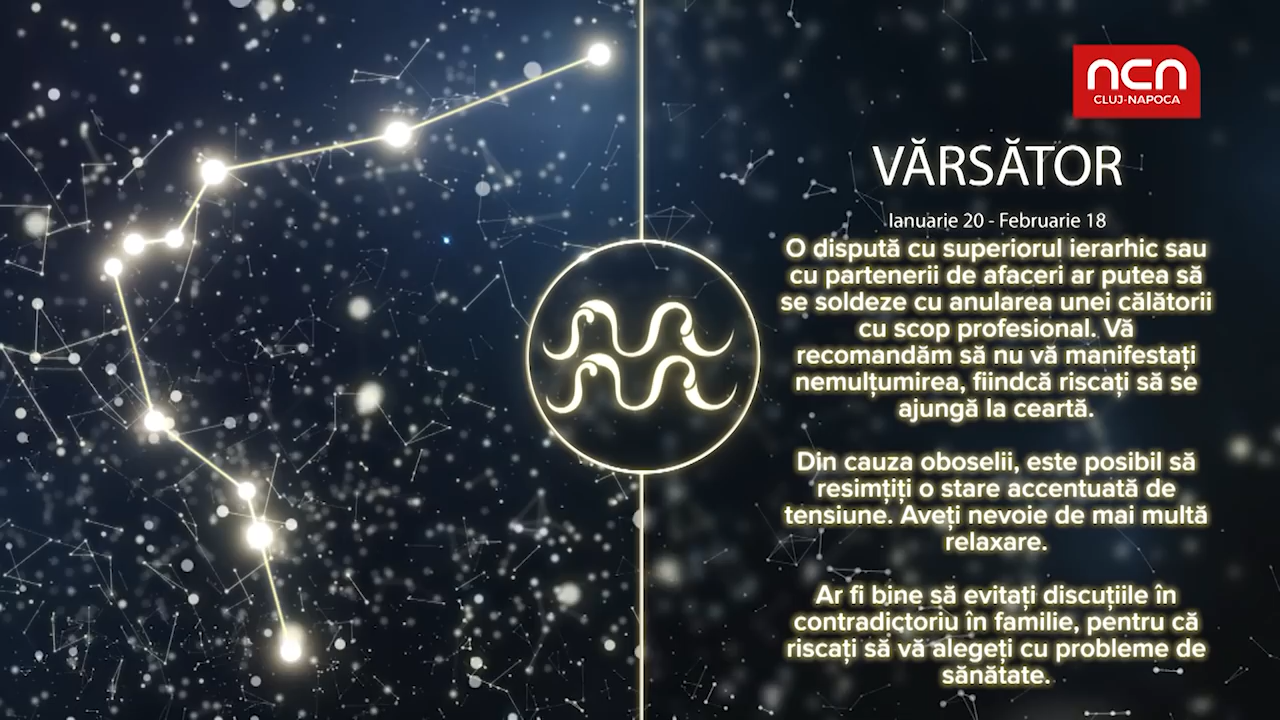 ncn
CLUJ-NAPOCA
VĂRSĂTOR
Ianuarie 20 - Februarie 18
O dispută cu superiorul ierarhic sau
cu partenerii de afaceri ar putea să
se soldeze cu anularea unei călătorii
cu scop profesional. Vă
recomandăm să nu vă manifestați
nemulțumirea, fiindcă riscați să se
ajungă la ceartă.
Din cauza oboselii, este posibil să
resimțiți o stare accentuată de
tensiune. Aveți nevoie de mai multă
relaxare.
Ar fi bine să evitați discuțiile în
contradictoriu în familie, pentru că
riscați să vă alegeți cu probleme de
sănătate.